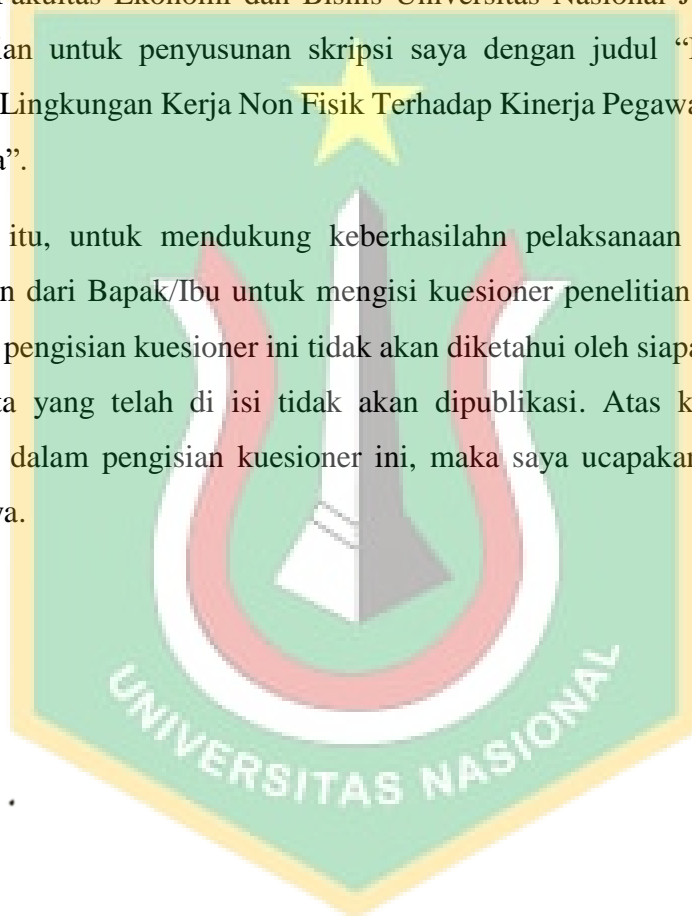 Fakultas Ekonomi dan Bisnis Universitas Nasional J
an untuk penyusunan skripsi saya dengan judul “
Lingkungan Kerja Non Fisik Terhadap Kinerja Pegawa
a”.
itu, untuk mendukung keberhasilahn pelaksanaan
n dari Bapak/Ibu untuk mengisi kuesioner penelitian
pengisian kuesioner ini tidak akan diketahui oleh siapa
ta yang telah di isi tidak akan dipublikasi. Atas k
dalam pengisian kuesioner ini, maka saya ucapakan
ya.
UNIVERSITAS NASIONAL